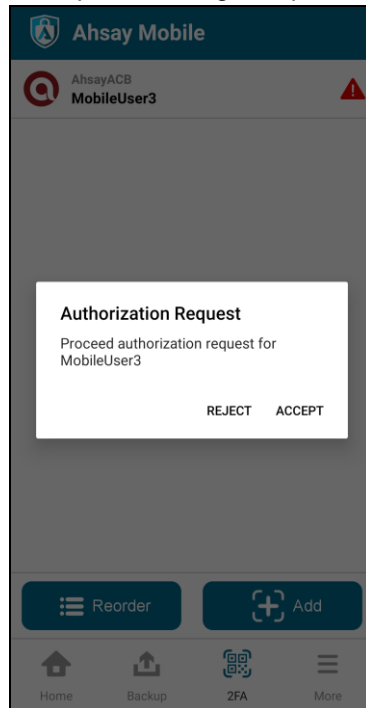 Ahsay Mobile
AhsayACB
MobileUser3
Authorization Request
Proceed authorization request for
MobileUser3
REJECT ACCEPT
Reorder Add
Home Backup 2FA More